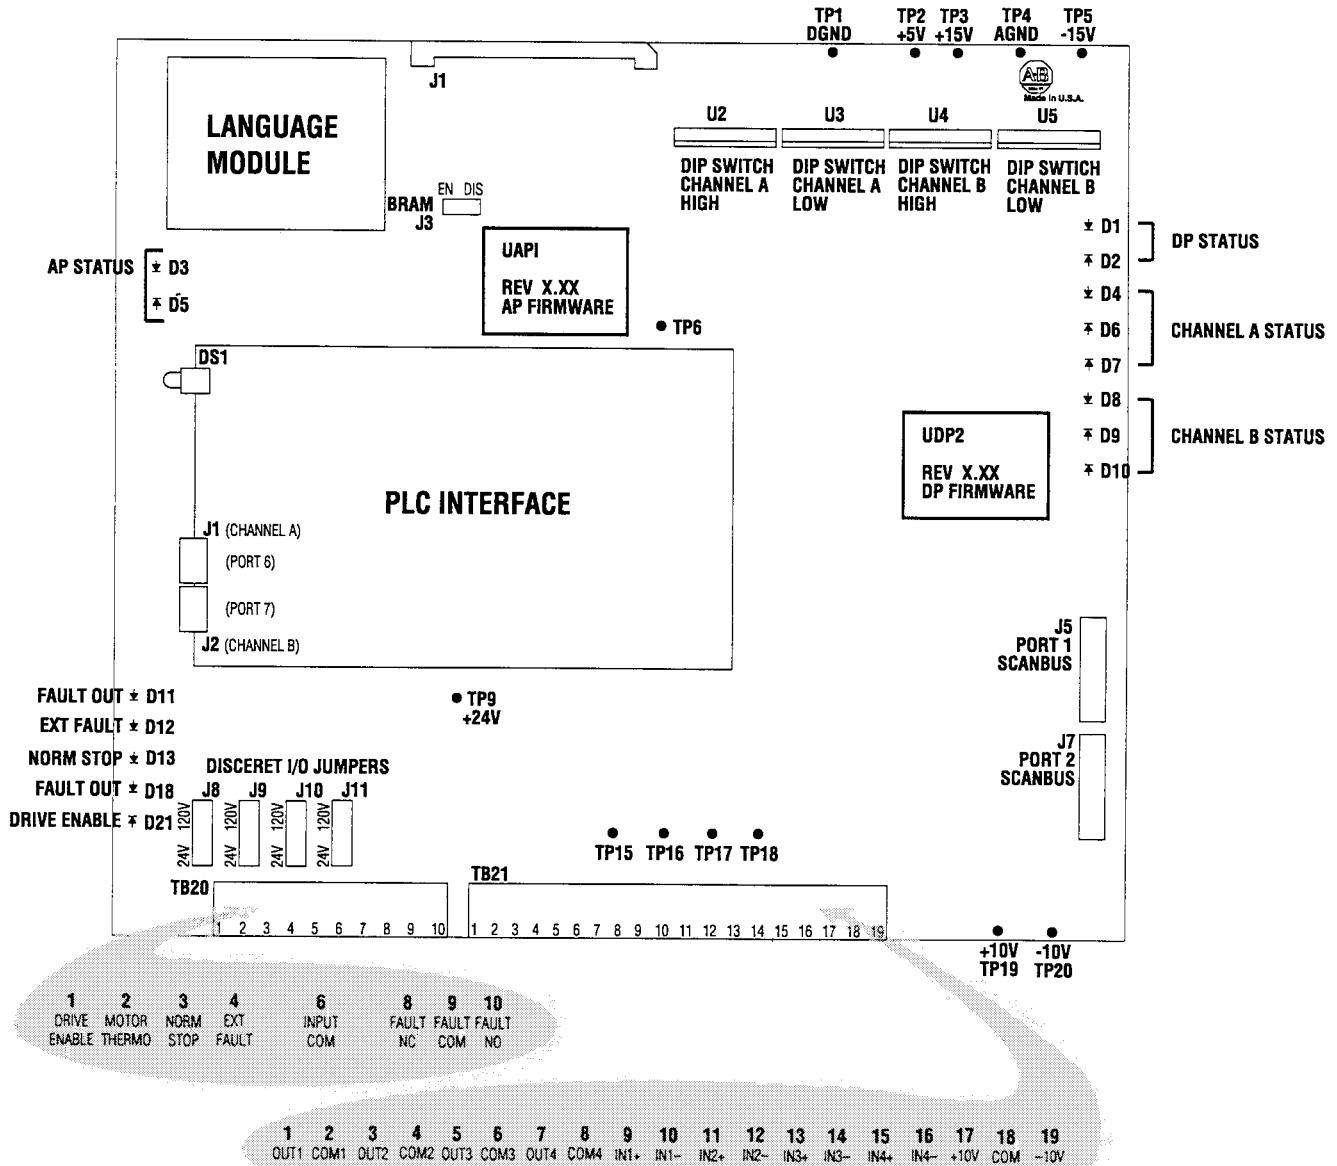 TP1 TP2 TP3 TP4 TP5
DGND +5V +15V AGND -15V
J1
A-B
Made in U.S.A.
LANGUAGE
MODULE
U2 U3 U4 U5
DIP SWITCH
CHANNEL A
HIGH
DIP SWITCH
CHANNEL A
LOW
DIP SWITCH
CHANNEL B
HIGH
DIP SWTICH
CHANNEL B
LOW
EN DIS
BRAM
J3
D1
D2
DP STATUS
UAPI
REV X.XX
AP FIRMWARE
AP STATUS
D3
D5
TP6
D4
D6
D7
CHANNEL A STATUS
DS1
D8
D9
D10
CHANNEL B STATUS
UDP2
REV X.XX
DP FIRMWARE
PLC INTERFACE
J1 (CHANNEL A)
(PORT 6)
(PORT 7)
J2 (CHANNEL B)
J5
PORT 1
SCANBUS
J7
PORT 2
SCANBUS
FAULT OUT D11
EXT FAULT D12
NORM STOP D13
FAULT OUT D18
DRIVE ENABLE D21
TP9
+24V
DISCERET I/O JUMPERS
J8 J9 J10 J11
120V 120V 120V 120V
24V 24V 24V 24V
TP15 TP16 TP17 TP18
TB20
TB21
1 2 3 4 5 6 7 8 9 10
1 2 3 4 5 6 7 8 9 10 11 12 13 14 15 16 17 18 19
+10V -10V
TP19 TP20
1 2 3 4 6 8 9 10
DRIVE MOTOR NORM EXT INPUT FAULT FAULT FAULT
ENABLE THERMO STOP FAULT COM NC COM NO
1 2 3 4 5 6 7 8 9 10 11 12 13 14 15 16 17 18 19
OUT1 COM1 OUT2 COM2 OUT3 COM3 OUT4 COM4 IN1+ IN1− IN2+ IN2− IN3+ IN3− IN4+ IN4− +10V COM −10V